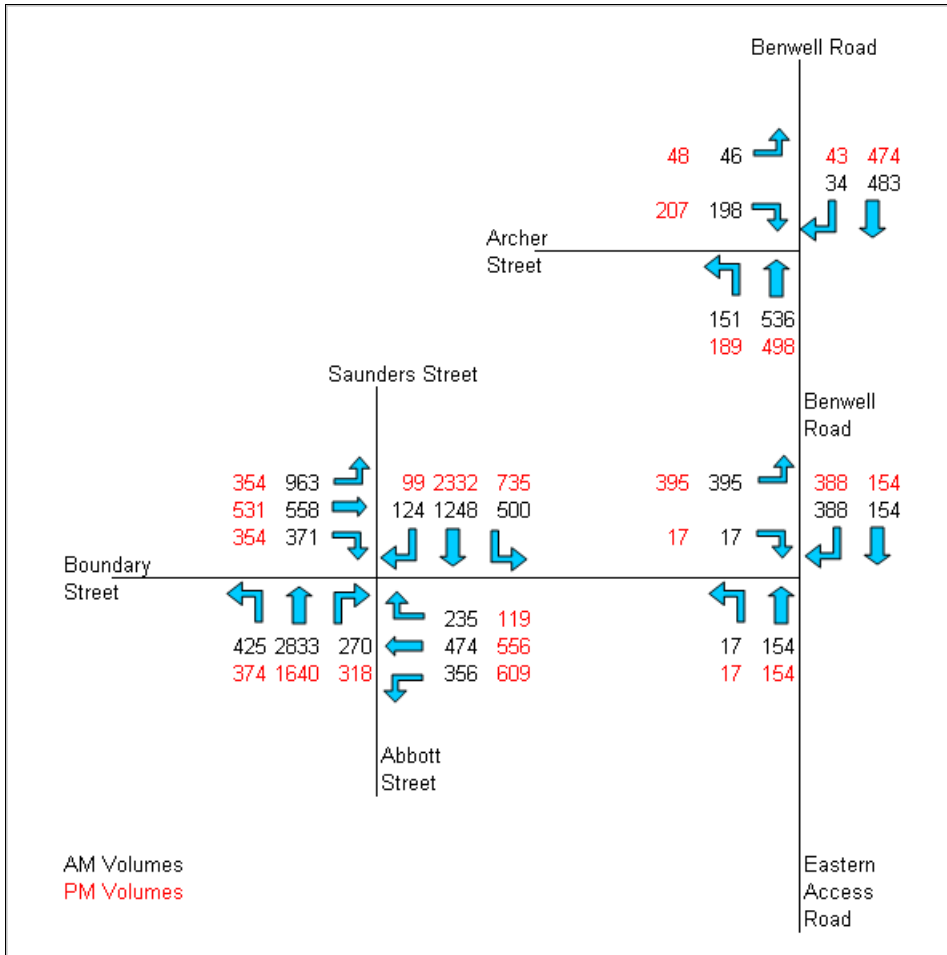 Benwell Road
48 46 43 474
34 483
207 198
Archer
Street
151 536
189 498
Saunders Street
Benwell
Road
354 963 99 2332 735 395 395 388 154
531 558 124 1248 500 388 154
354 371 17 17
Boundary
Street
235 119
425 2833 270 474 556 17 154
374 1640 318 356 609 17 154
Abbott
Street
AM Volumes
PM Volumes
Eastern
Access
Road